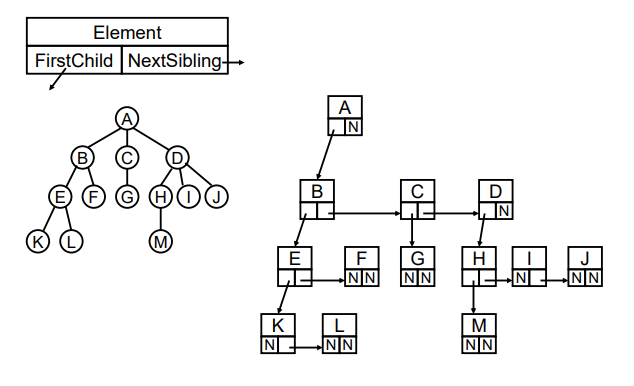 Element
FirstChild NextSibling
A
B C D
E F G H I J
K L M
A
N
B C D
N
E F G H I J
N N N N N N N
K L M
N N N N N